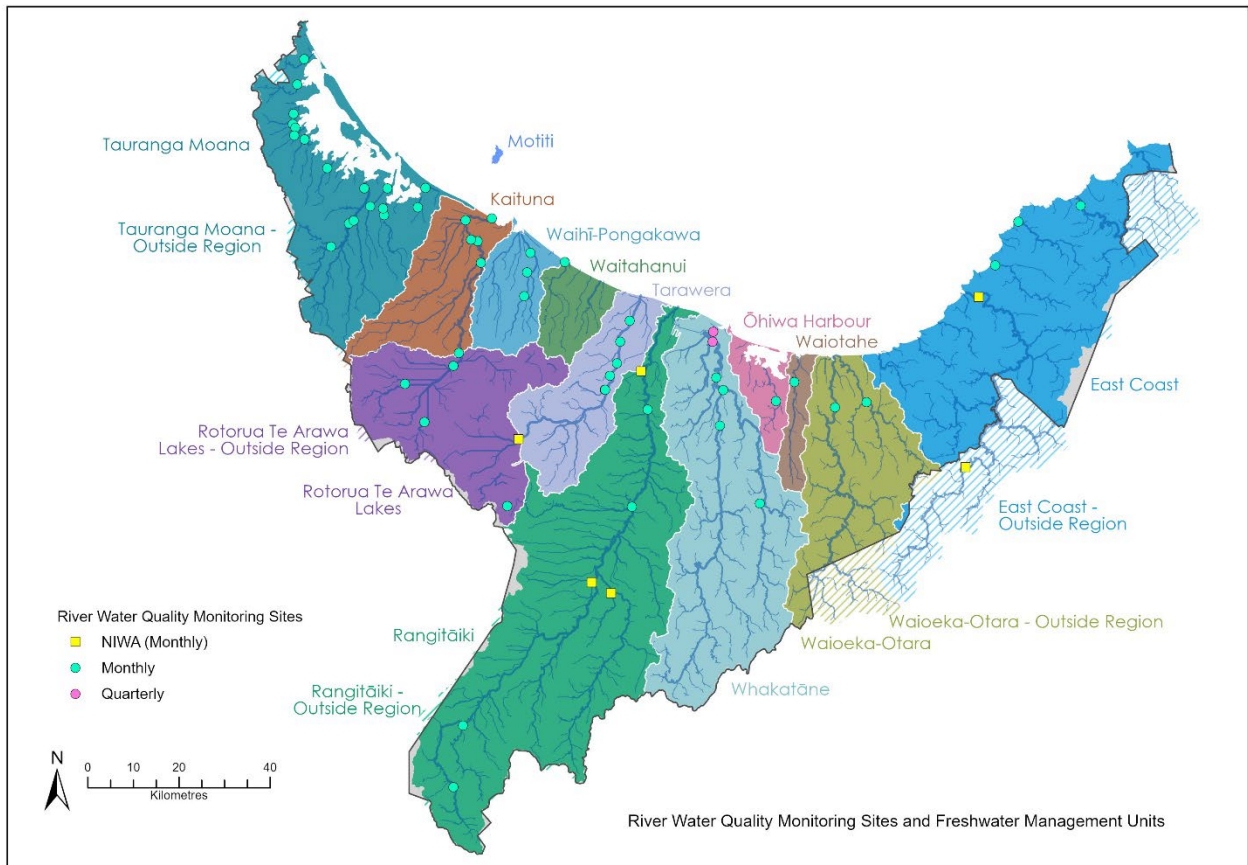 Motiti
Tauranga Moana
Kaituna
Tauranga Moana -
Outside Region
Waihī-Pongakawa
Waitahanui
Tarawera
Ōhiwa Harbour
Waiotahe
East Coast
Rotorua Te Arawa
Lakes - Outside Region
Rotorua Te Arawa
Lakes
East Coast -
Outside Region
Waioeka-Otara - Outside Region
Waioeka-Otara
Rangitāiki
Whakatāne
Rangitāiki -
Outside Region
River Water Quality Monitoring Sites
NIWA (Monthly)
Monthly
Quarterly
N
0 10 20 40
Kilometres
River Water Quality Monitoring Sites and Freshwater Management Units